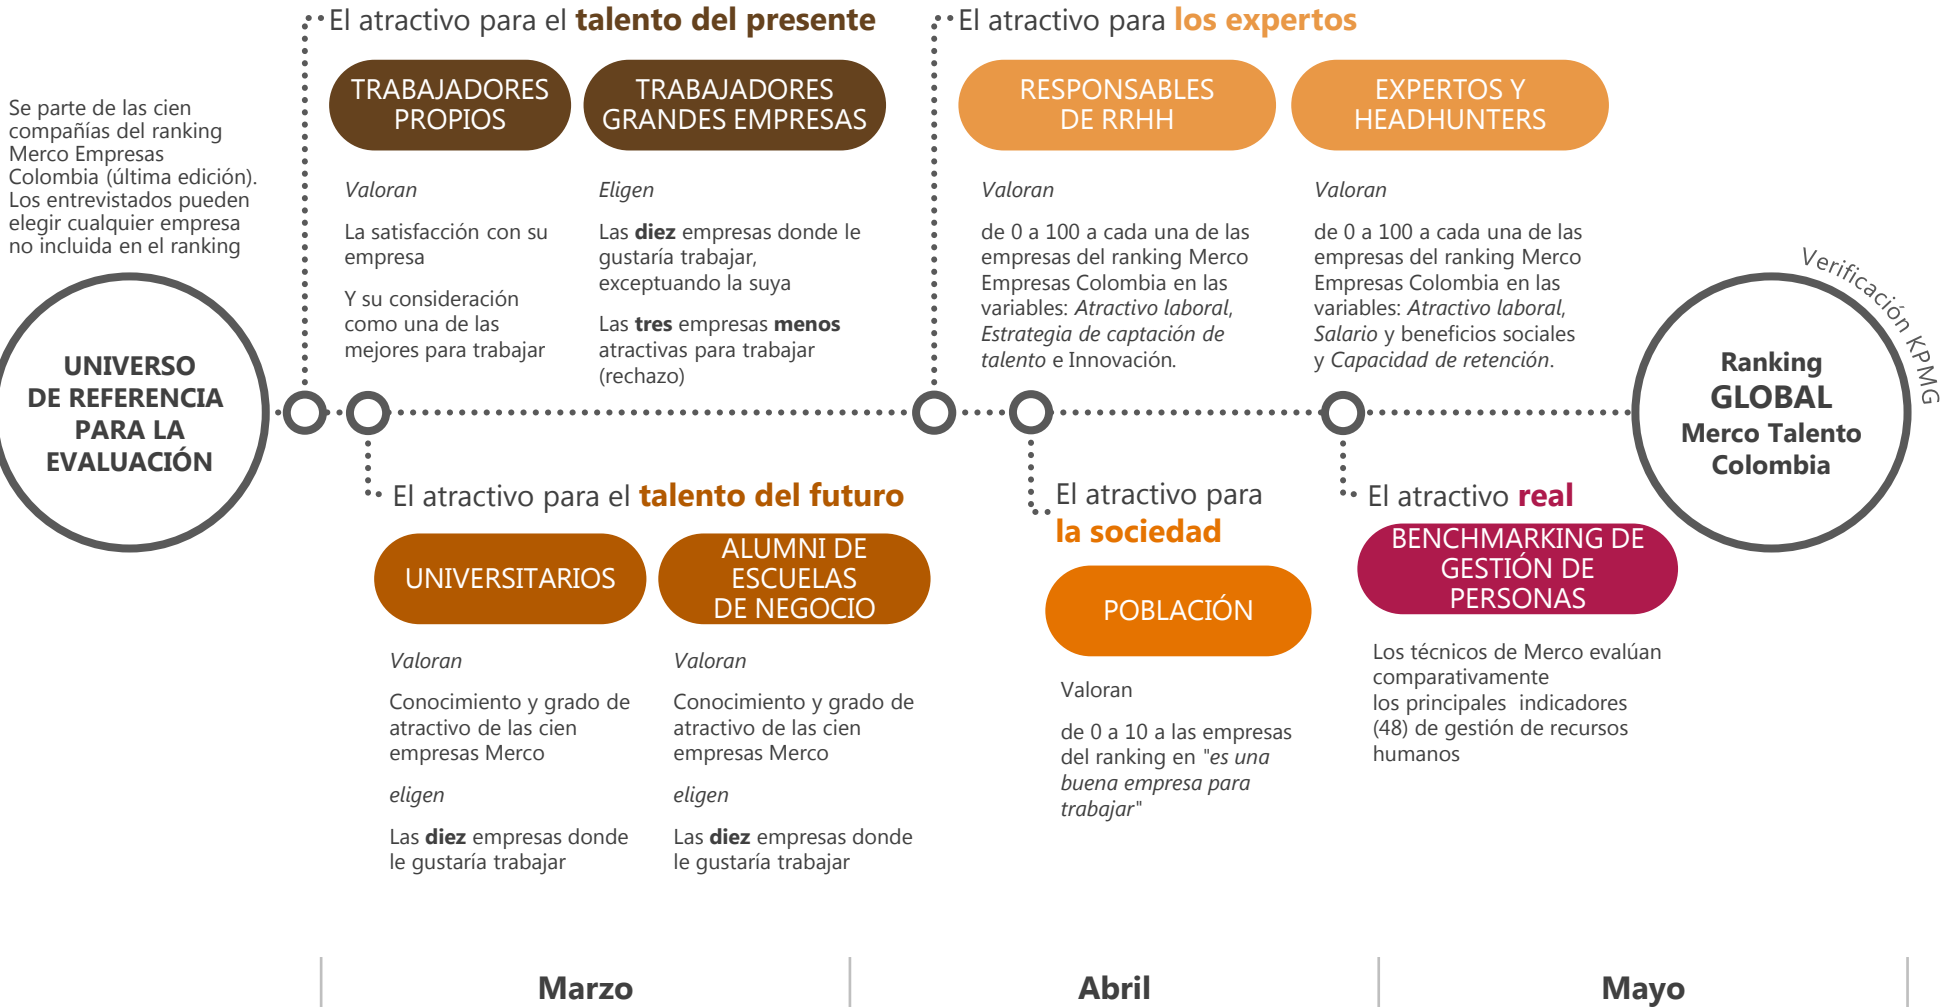 Se parte de las cien
compañías del ranking
Merco Empresas
Colombia (última edición).
Los entrevistados pueden
elegir cualquier empresa
no incluida en el ranking
UNIVERSO
DE REFERENCIA
PARA LA
EVALUACIÓN
El atractivo para el talento del presente
TRABAJADORES
PROPIOS
Valoran
La satisfacción con su
empresa
Y su consideración
como una de las
mejores para trabajar
TRABAJADORES
GRANDES EMPRESAS
Eligen
Las diez empresas donde le
gustaría trabajar,
exceptuando la suya
Las tres empresas menos
atractivas para trabajar
(rechazo)
El atractivo para los expertos
RESPONSABLES
DE RRHH
Valoran
de 0 a 100 a cada una de las
empresas del ranking Merco
Empresas Colombia en las
variables: Atractivo laboral,
Estrategia de captación de
talento e Innovación.
EXPERTOS Y
HEADHUNTERS
Valoran
de 0 a 100 a cada una de las
empresas del ranking Merco
Empresas Colombia en las
variables: Atractivo laboral,
Salario y beneficios sociales
y Capacidad de retención.
El atractivo para el talento del futuro
UNIVERSITARIOS
Valoran
Conocimiento y grado de
atractivo de las cien
empresas Merco
eligen
Las diez empresas donde
le gustaría trabajar
ALUMNI DE
ESCUELAS
DE NEGOCIO
Valoran
Conocimiento y grado de
atractivo de las cien
empresas Merco
eligen
Las diez empresas donde
le gustaría trabajar
El atractivo para
la sociedad
POBLACIÓN
Valoran
de 0 a 10 a las empresas
del ranking en "es una
buena empresa para
trabajar"
El atractivo real
BENCHMARKING DE
GESTIÓN DE
PERSONAS
Los técnicos de Merco evalúan
comparativamente
los principales indicadores
(48) de gestión de recursos
humanos
Verificación KPMG
Ranking
GLOBAL
Merco Talento
Colombia
Marzo
Abril
Mayo